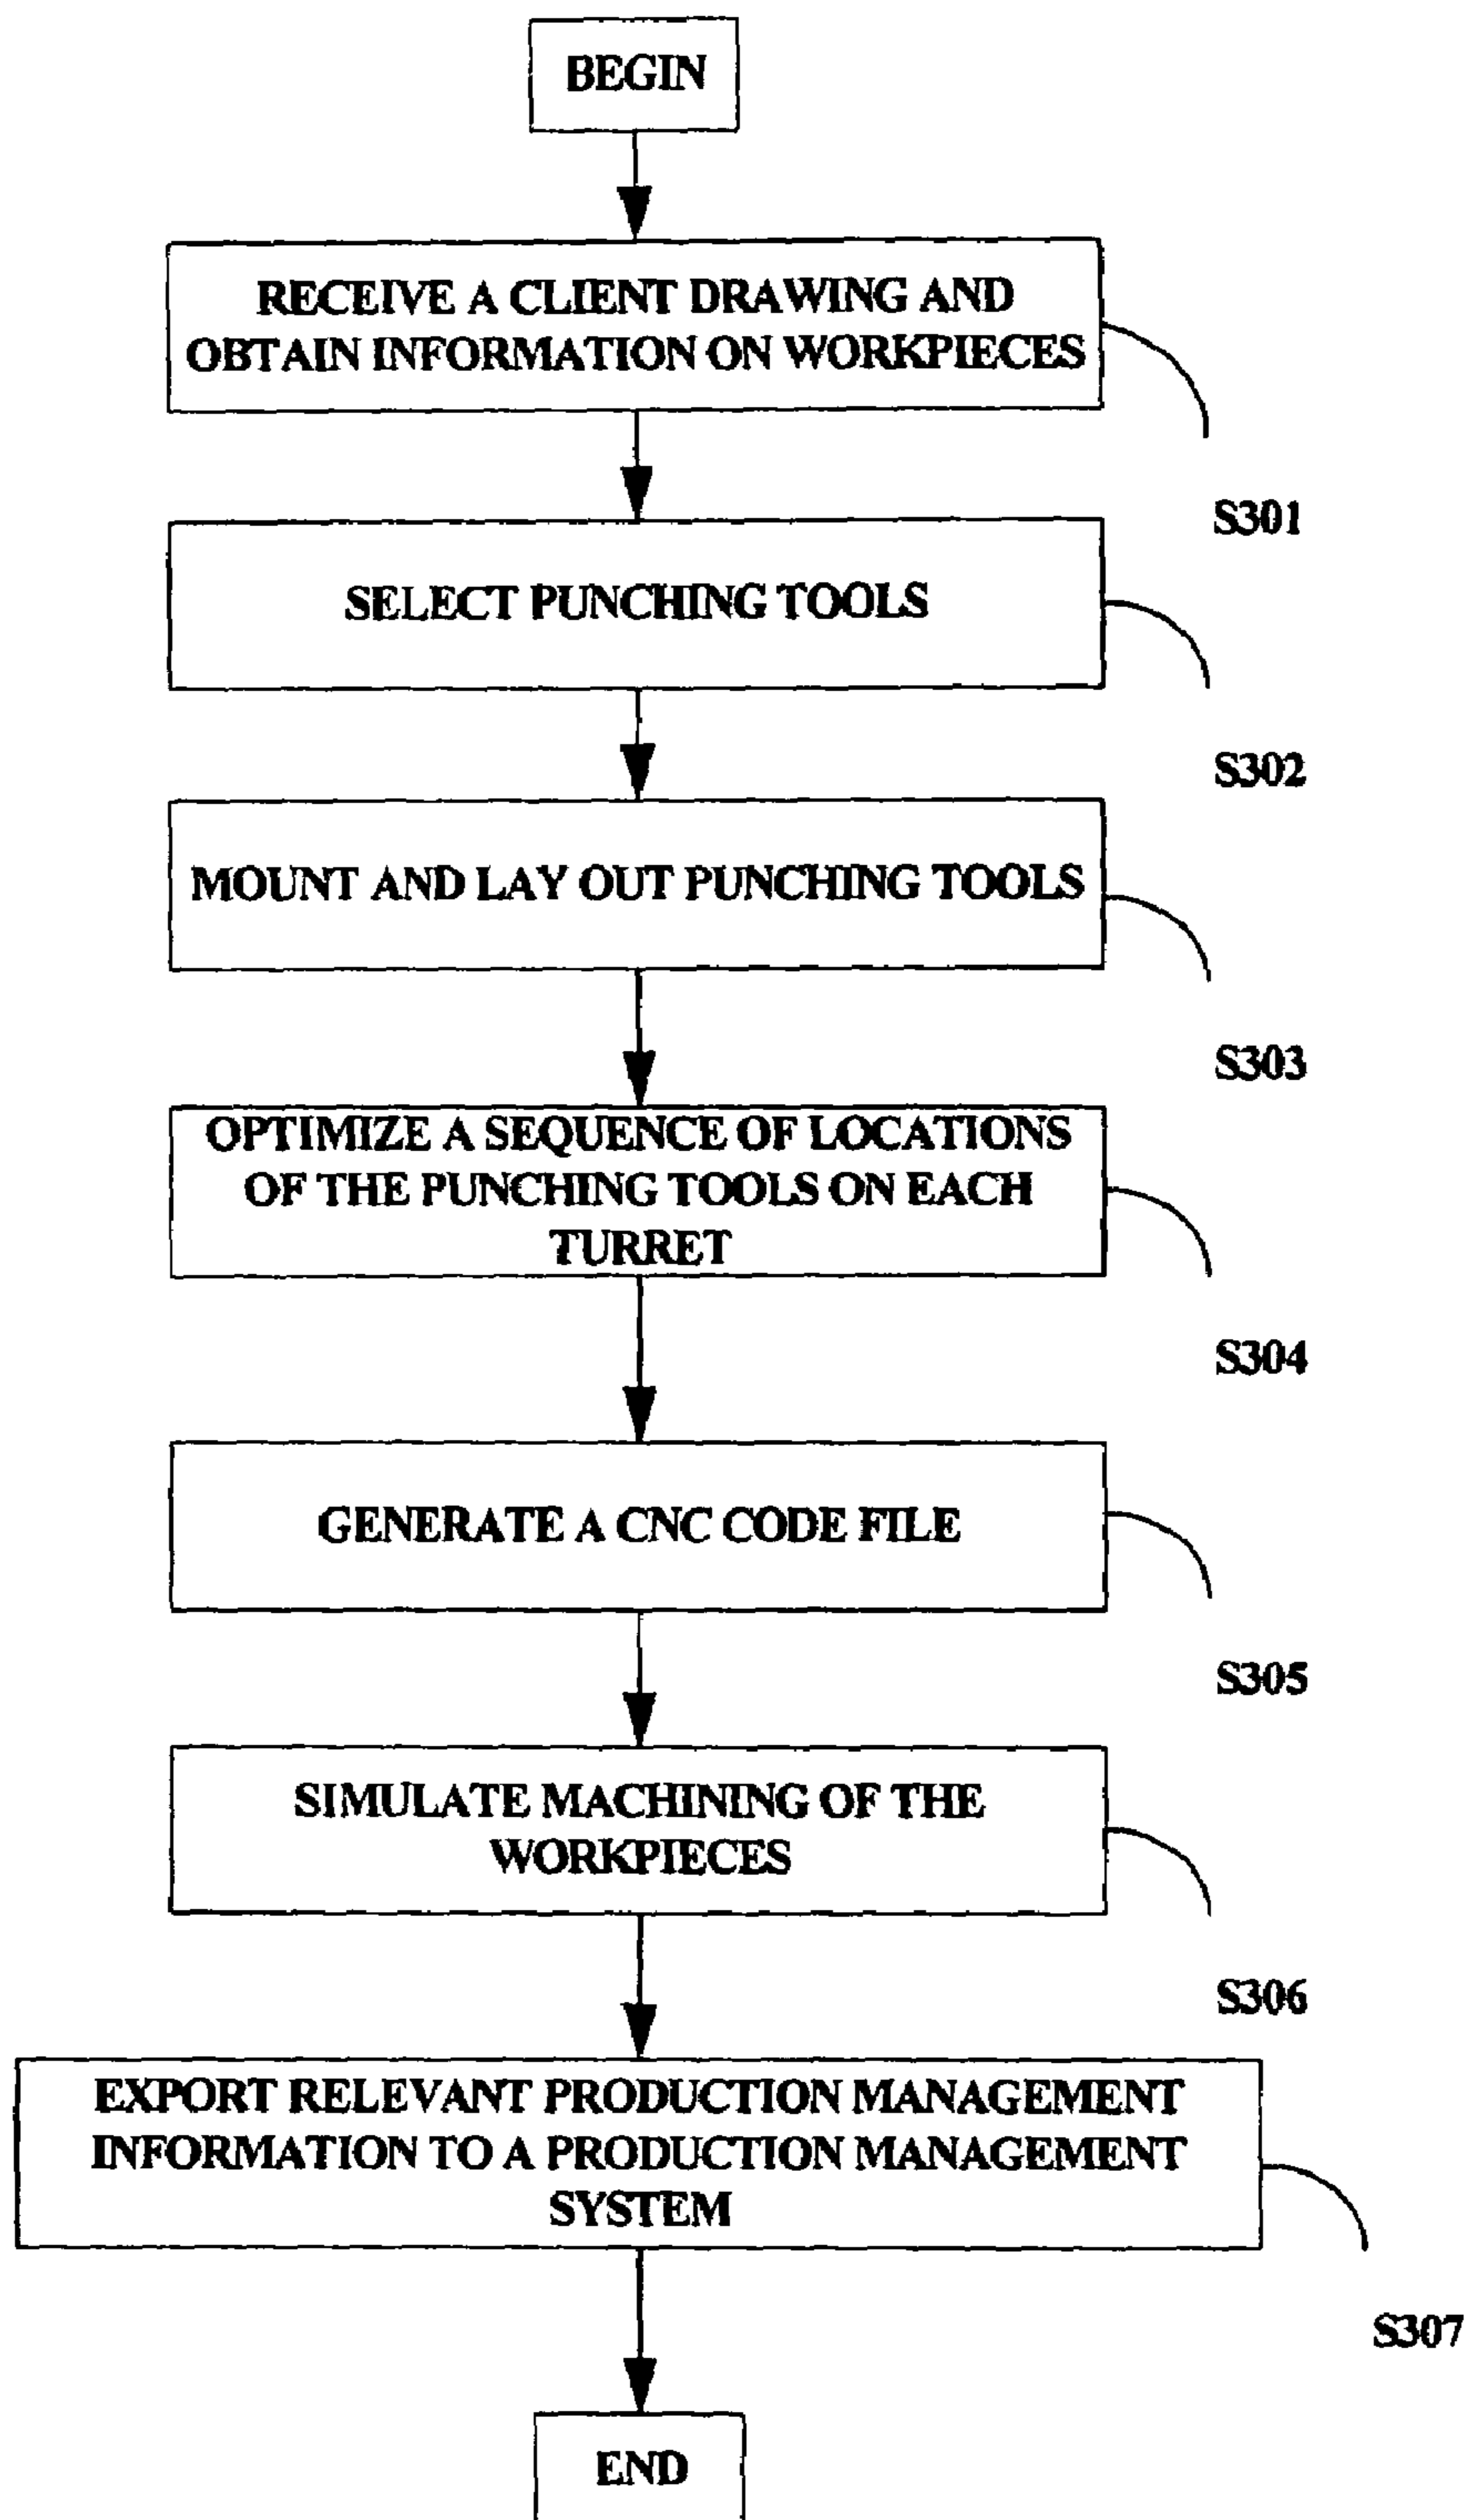 BEGIN
RECEIVE A CLIENT DRAWING AND
OBTAIN INFORMATION ON WORKPIECES
S301
SELECT PUNCHING TOOLS
S302
MOUNT AND LAY OUT PUNCHING TOOLS
S303
OPTIMIZE A SEQUENCE OF LOCATIONS
OF THE PUNCHING TOOLS ON EACH
TURRET
S304
GENERATE A CNC CODE FILE
S305
SIMULATE MACHINING OF THE
WORKPIECES
S306
EXPORT RELEVANT PRODUCTION MANAGEMENT
INFORMATION TO A PRODUCTION MANAGEMENT
SYSTEM
S307
END